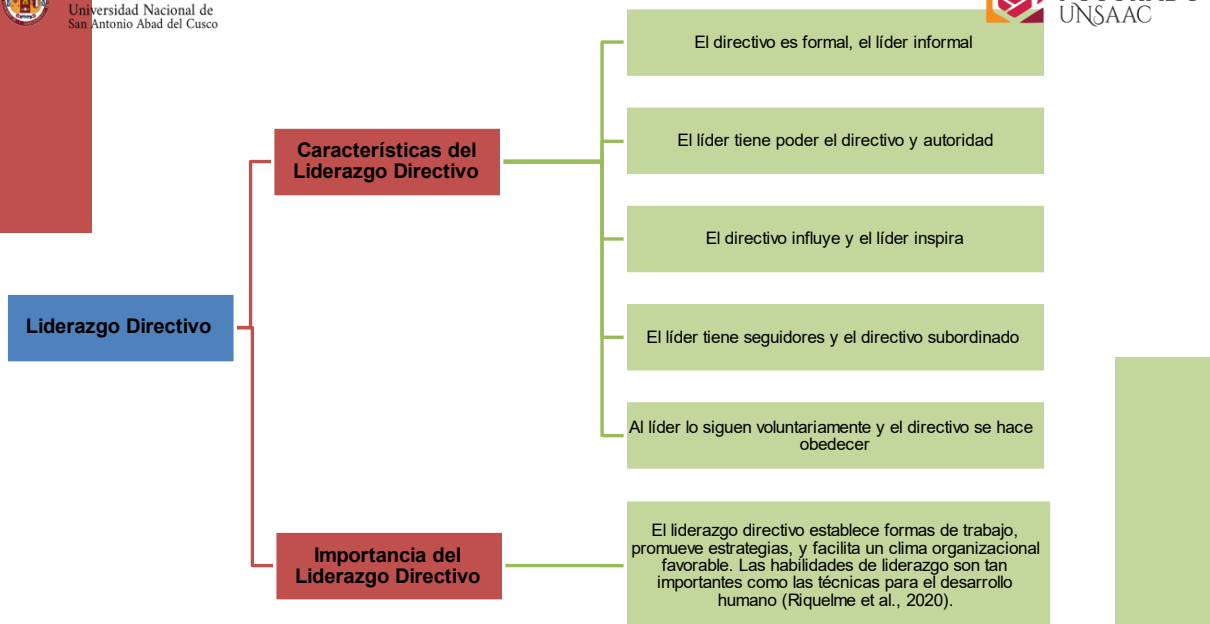 Universidad Nacional de
San Antonio Abad del Cusco
UNSAAC
El directivo es formal, el líder informal
El líder tiene poder el directivo y autoridad
Características del
Liderazgo Directivo
El directivo influye y el líder inspira
Liderazgo Directivo
El líder tiene seguidores y el directivo subordinado
Al líder lo siguen voluntariamente y el directivo se hace
obedecer
Importancia del
Liderazgo Directivo
El liderazgo directivo establece formas de trabajo,
promueve estrategias, y facilita un clima organizacional
favorable. Las habilidades de liderazgo son tan
importantes como las técnicas para el desarrollo
humano (Riquelme et al., 2020).